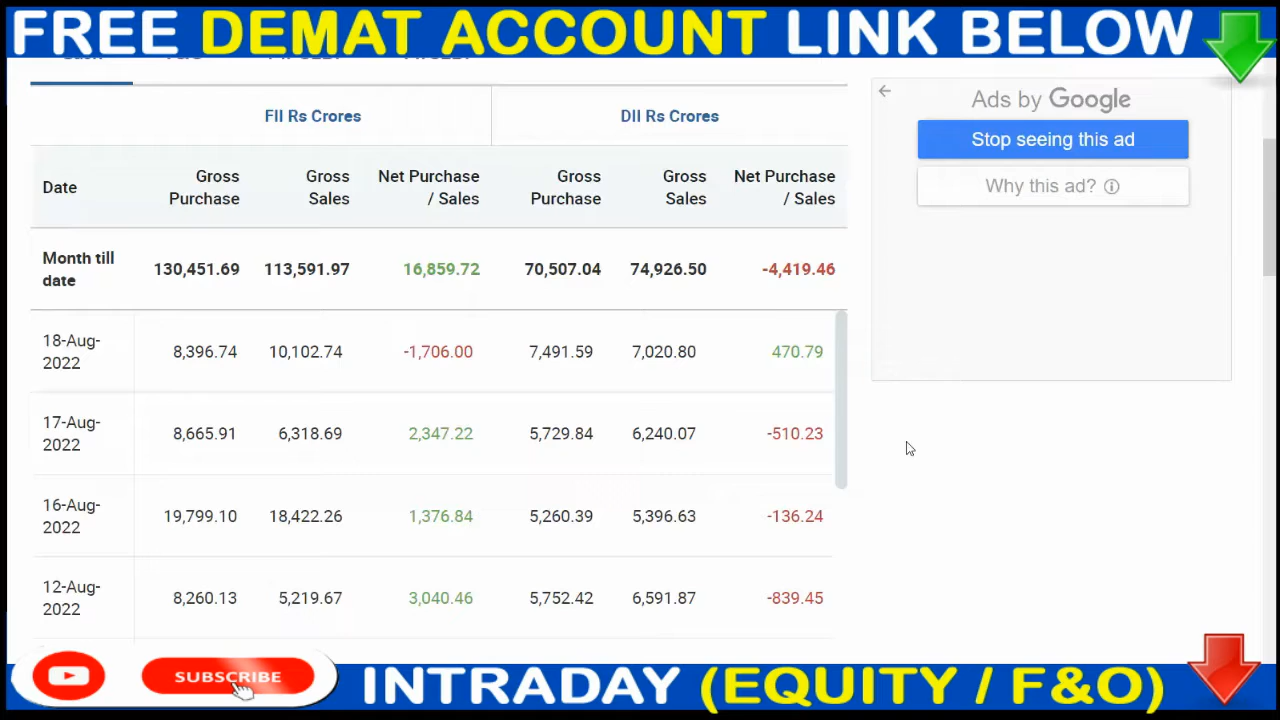 FREE DEMAT ACCOUNT LINK BELOW
FII Rs Crores DII Rs Crores
Date Gross Purchase Gross Sales Net Purchase / Sales Gross Purchase Gross Sales Net Purchase / Sales
Month till date 130,451.69 113,591.97 16,859.72 70,507.04 74,926.50 -4,419.46
18-Aug-2022 8,396.74 10,102.74 -1,706.00 7,491.59 7,020.80 470.79
17-Aug-2022 8,665.91 6,318.69 2,347.22 5,729.84 6,240.07 -510.23
16-Aug-2022 19,799.10 18,422.26 1,376.84 5,260.39 5,396.63 -136.24
12-Aug-2022 8,260.13 5,219.67 3,040.46 5,752.42 6,591.87 -839.45
Ads by Google
Stop seeing this ad
Why this ad?
SUBSCRIBE
INTRADAY (EQUITY / F&O)